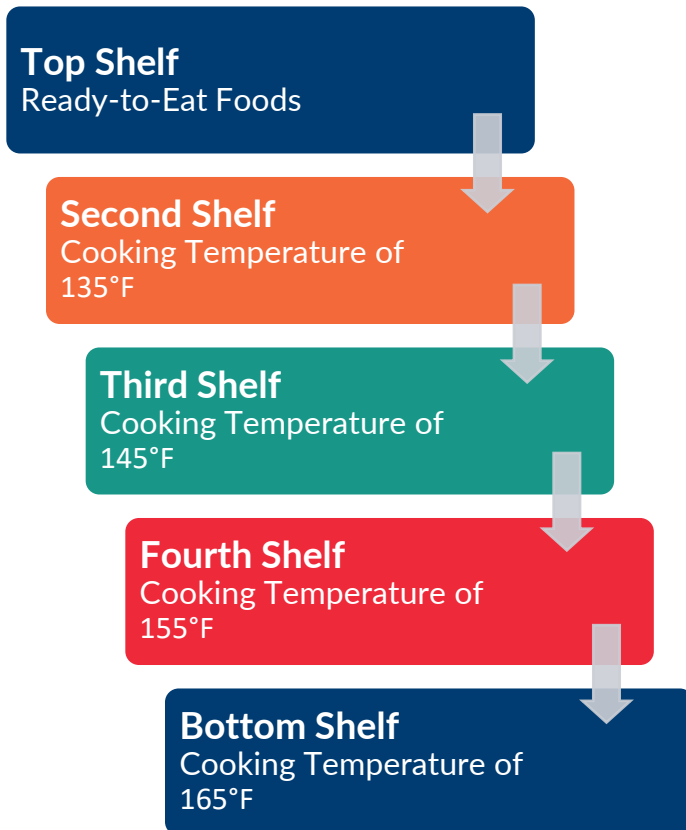 Top Shelf
Ready-to-Eat Foods
Second Shelf
Cooking Temperature of
135°F
Third Shelf
Cooking Temperature of
145°F
Fourth Shelf
Cooking Temperature of
155°F
Bottom Shelf
Cooking Temperature of
165°F